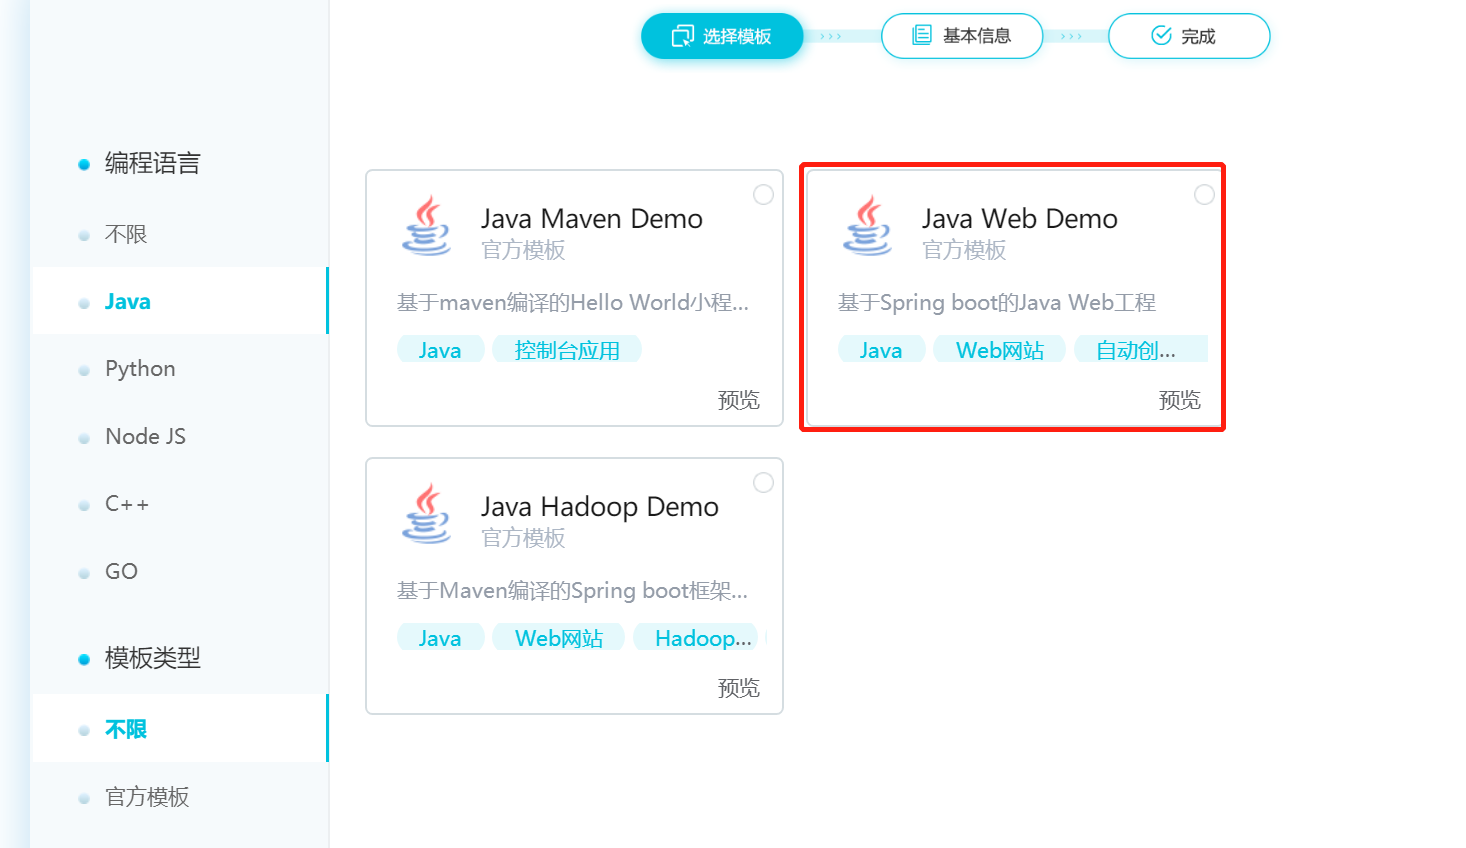 选择模板
基本信息
完成
编程语言
不限
Java
Python
Node JS
C++
GO
模板类型
不限
官方模板
Java Maven Demo
官方模板
基于maven编译的Hello World小程...
Java 控制台应用
预览
Java Web Demo
官方模板
基于Spring boot的Java Web工程
Java Web网站 自动创...
预览
Java Hadoop Demo
官方模板
基于Maven编译的Spring boot框架...
Java Web网站 Hadoop...
预览